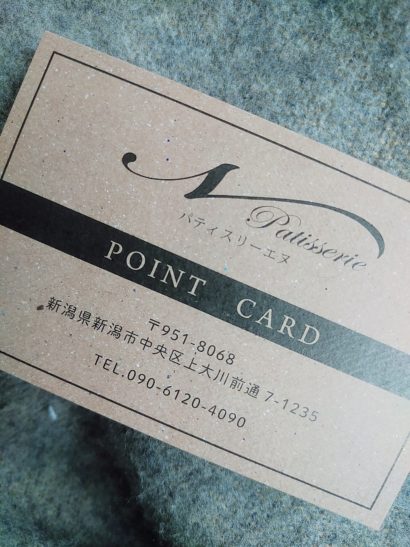 N Patisserie
パティスリーエヌ
POINT CARD
〒951-8068
新潟県新潟市中央区上大川前通 7-1235
TEL.090-6120-4090